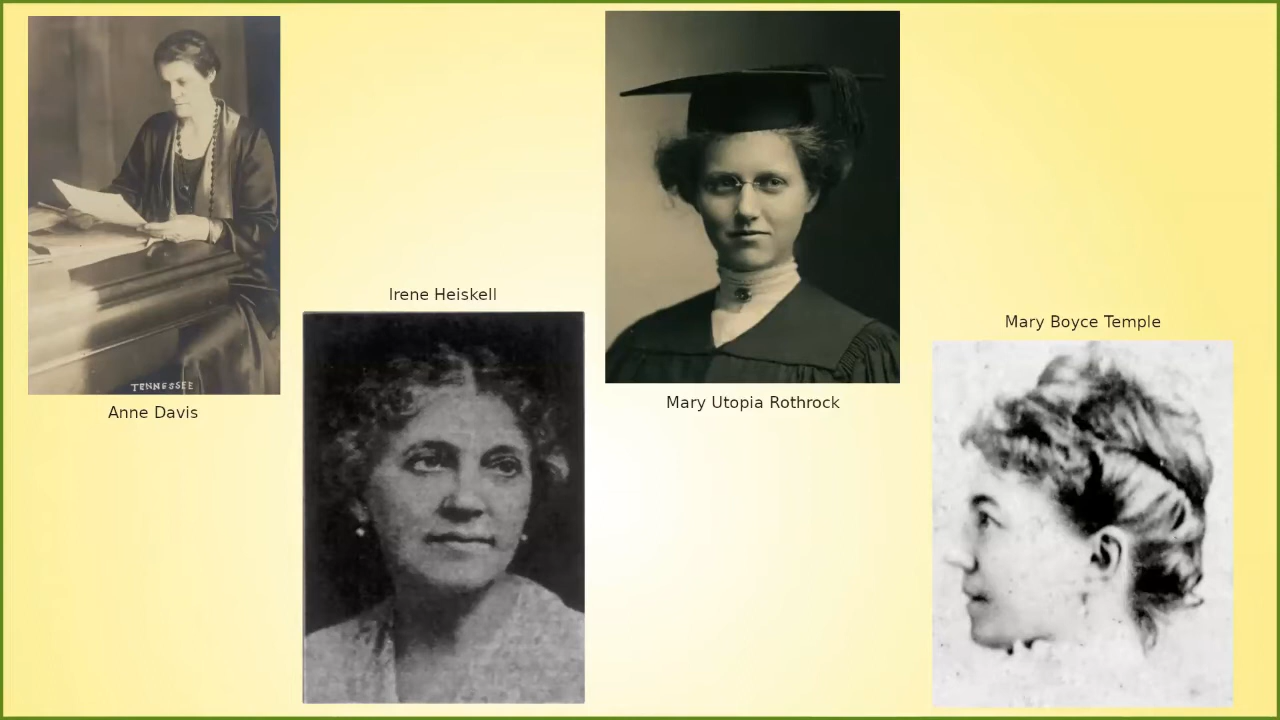 TENNESSEE
Anne Davis
Irene Heiskell
Mary Utopia Rothrock
Mary Boyce Temple